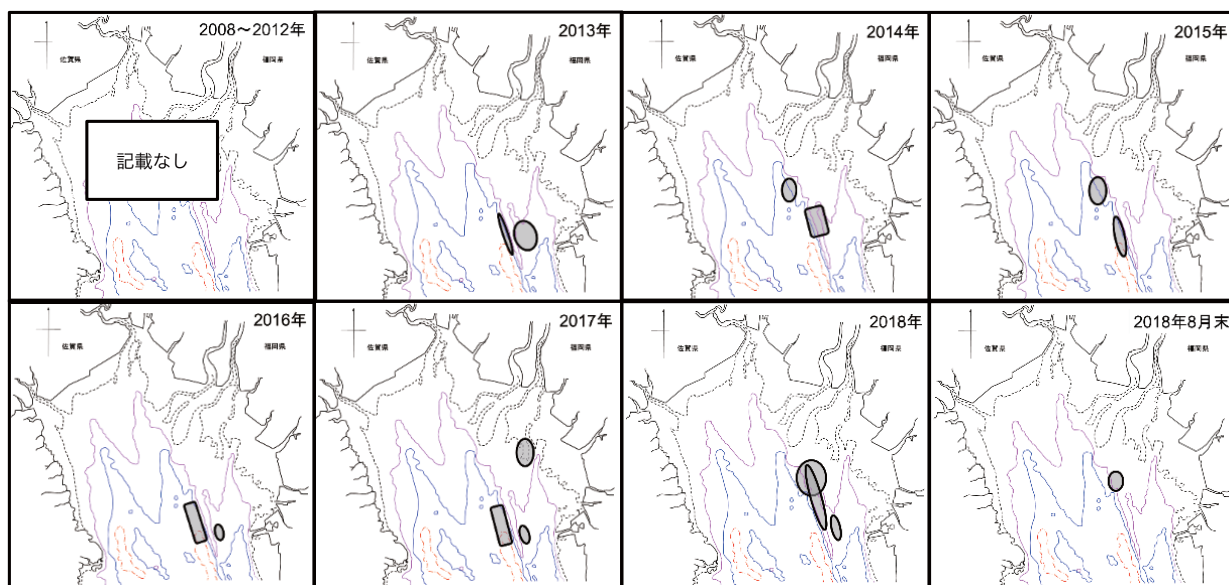 2008～2012年
佐賀県
福岡県
記載なし
2013年
佐賀県
福岡県
2014年
佐賀県
福岡県
2015年
佐賀県
福岡県
2016年
佐賀県
福岡県
2017年
佐賀県
福岡県
2018年
佐賀県
福岡県
2018年8月末
佐賀県
福岡県